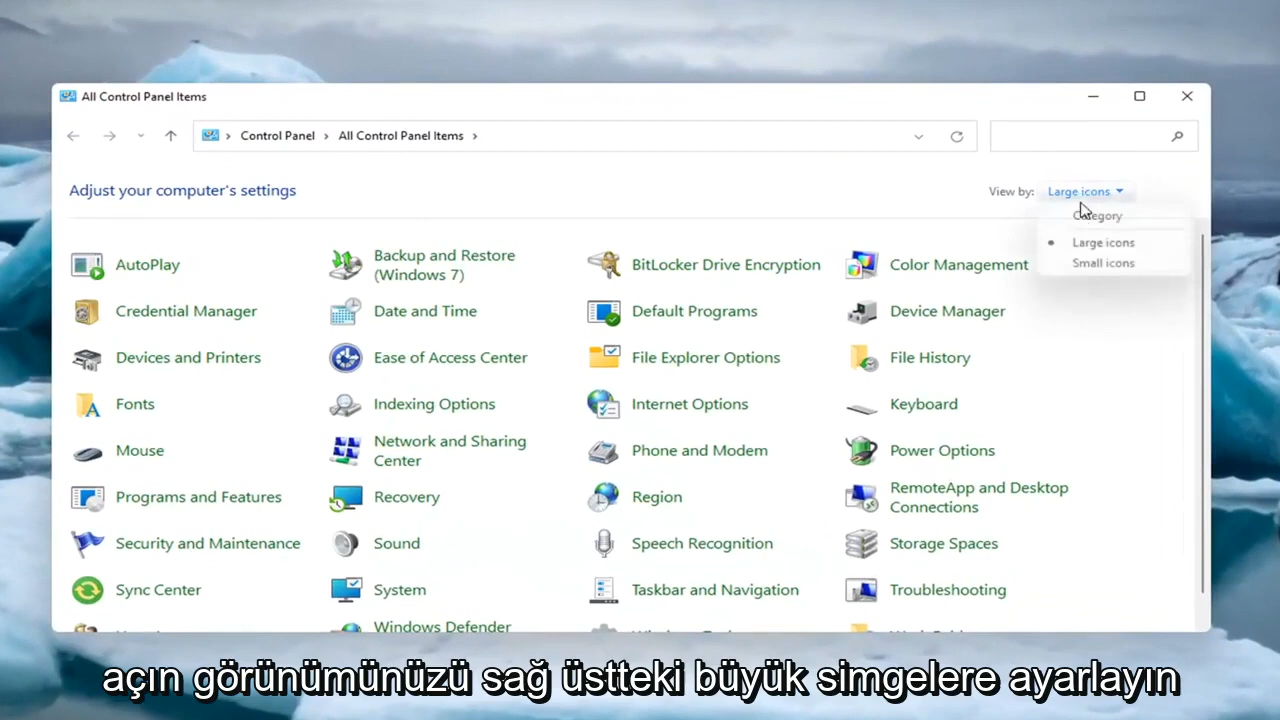 All Control Panel Items
Control Panel > All Control Panel Items >
Adjust your computer's settings
View by: Large icons
Category
Large icons
Small icons
AutoPlay
Backup and Restore
(Windows 7)
BitLocker Drive Encryption
Color Management
Credential Manager
Date and Time
Default Programs
Device Manager
Devices and Printers
Ease of Access Center
File Explorer Options
File History
Fonts
Indexing Options
Internet Options
Keyboard
Mouse
Network and Sharing
Center
Phone and Modem
Power Options
Programs and Features
Recovery
Region
RemoteApp and Desktop
Connections
Security and Maintenance
Sound
Speech Recognition
Storage Spaces
Sync Center
System
Taskbar and Navigation
Troubleshooting
Windows Defender
açın görünümünüzü sağ üstteki büyük simgelere ayarlayın